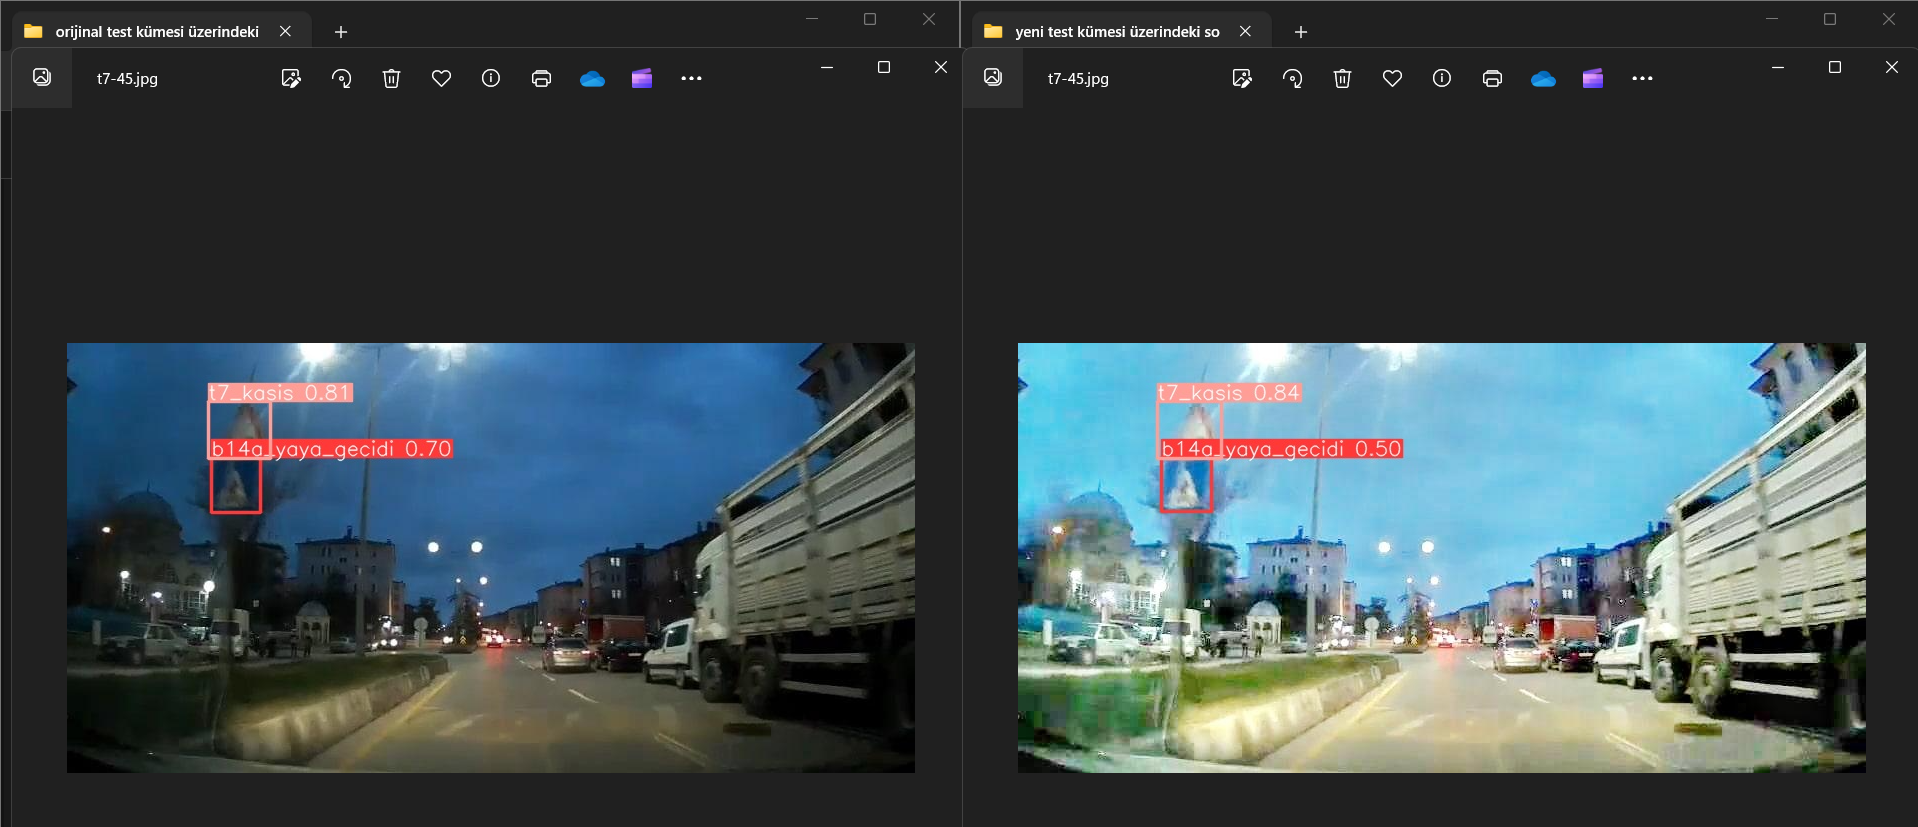 orijinal test kümesi üzerindeki
t7-45.jpg
t7_kasis 0.81
b14a_yaya_gecidi 0.70
yeni test kümesi üzerindeki so
t7-45.jpg
t7_kasis 0.84
b14a_yaya_gecidi 0.50